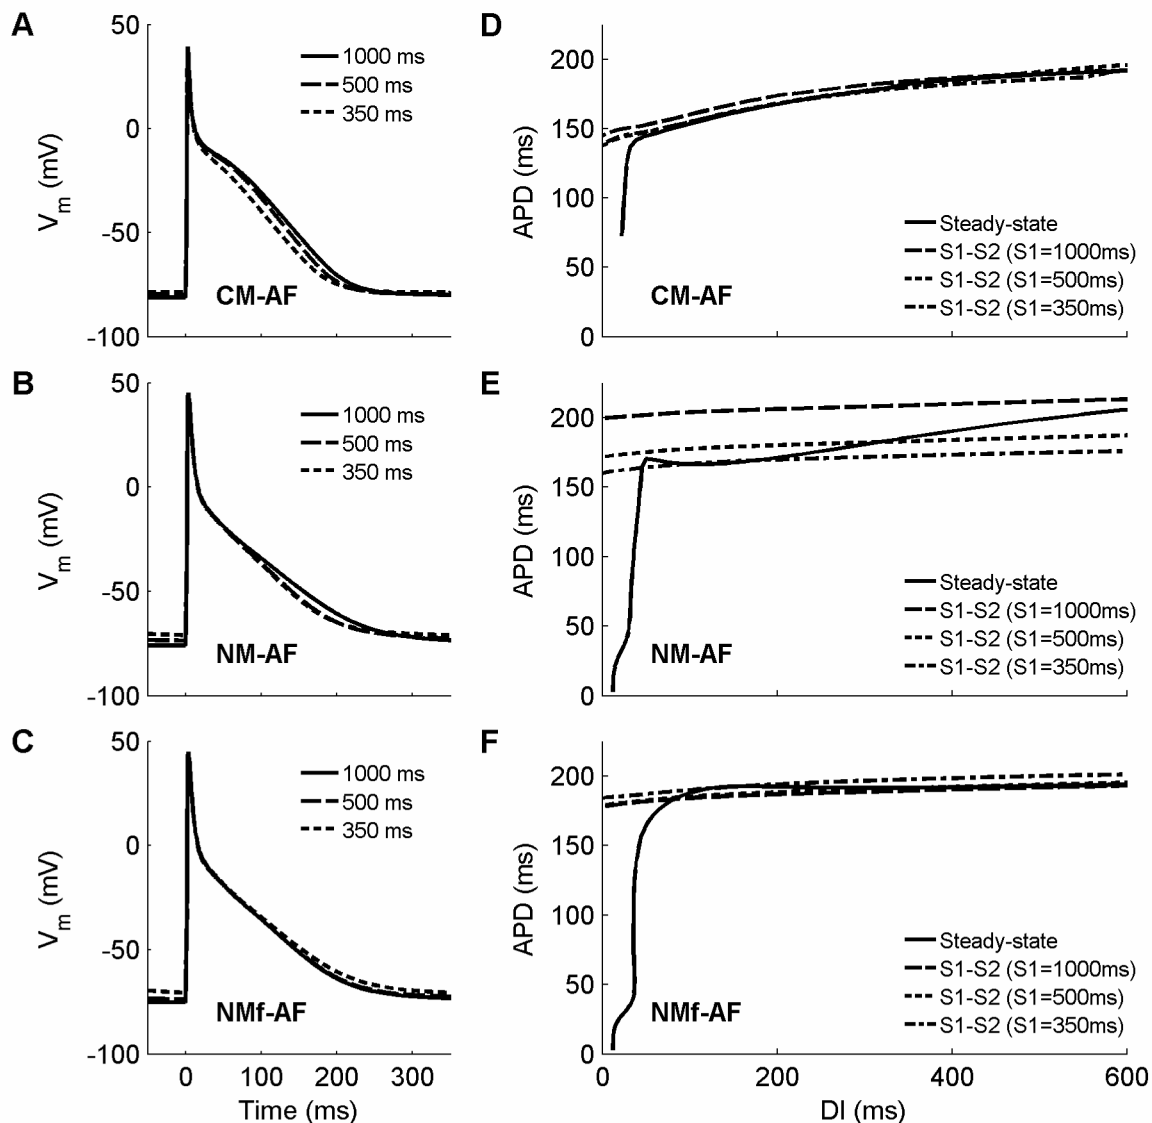 A
50
0
-50
-100
Vm (mV)
1000 ms
500 ms
350 ms
CM-AF
D
200
150
100
50
0
APD (ms)
Steady-state
S1-S2 (S1=1000ms)
S1-S2 (S1=500ms)
S1-S2 (S1=350ms)
CM-AF
B
50
0
-50
-100
Vm (mV)
1000 ms
500 ms
350 ms
NM-AF
E
200
150
100
50
0
APD (ms)
Steady-state
S1-S2 (S1=1000ms)
S1-S2 (S1=500ms)
S1-S2 (S1=350ms)
NM-AF
C
50
0
-50
-100
Vm (mV)
1000 ms
500 ms
350 ms
NMf-AF
0 100 200 300
Time (ms)
F
200
150
100
50
0
APD (ms)
Steady-state
S1-S2 (S1=1000ms)
S1-S2 (S1=500ms)
S1-S2 (S1=350ms)
NMf-AF
0 200 400 600
DI (ms)